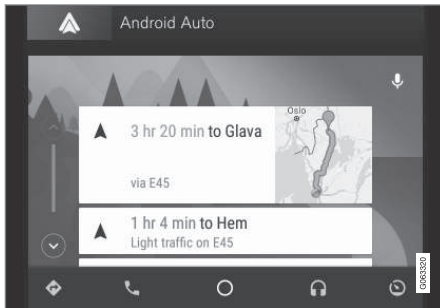 Android Auto
Oslo
3 hr 20 min to Glava
via E45
1 hr 4 min to Hem
Light traffic on E45
G063320